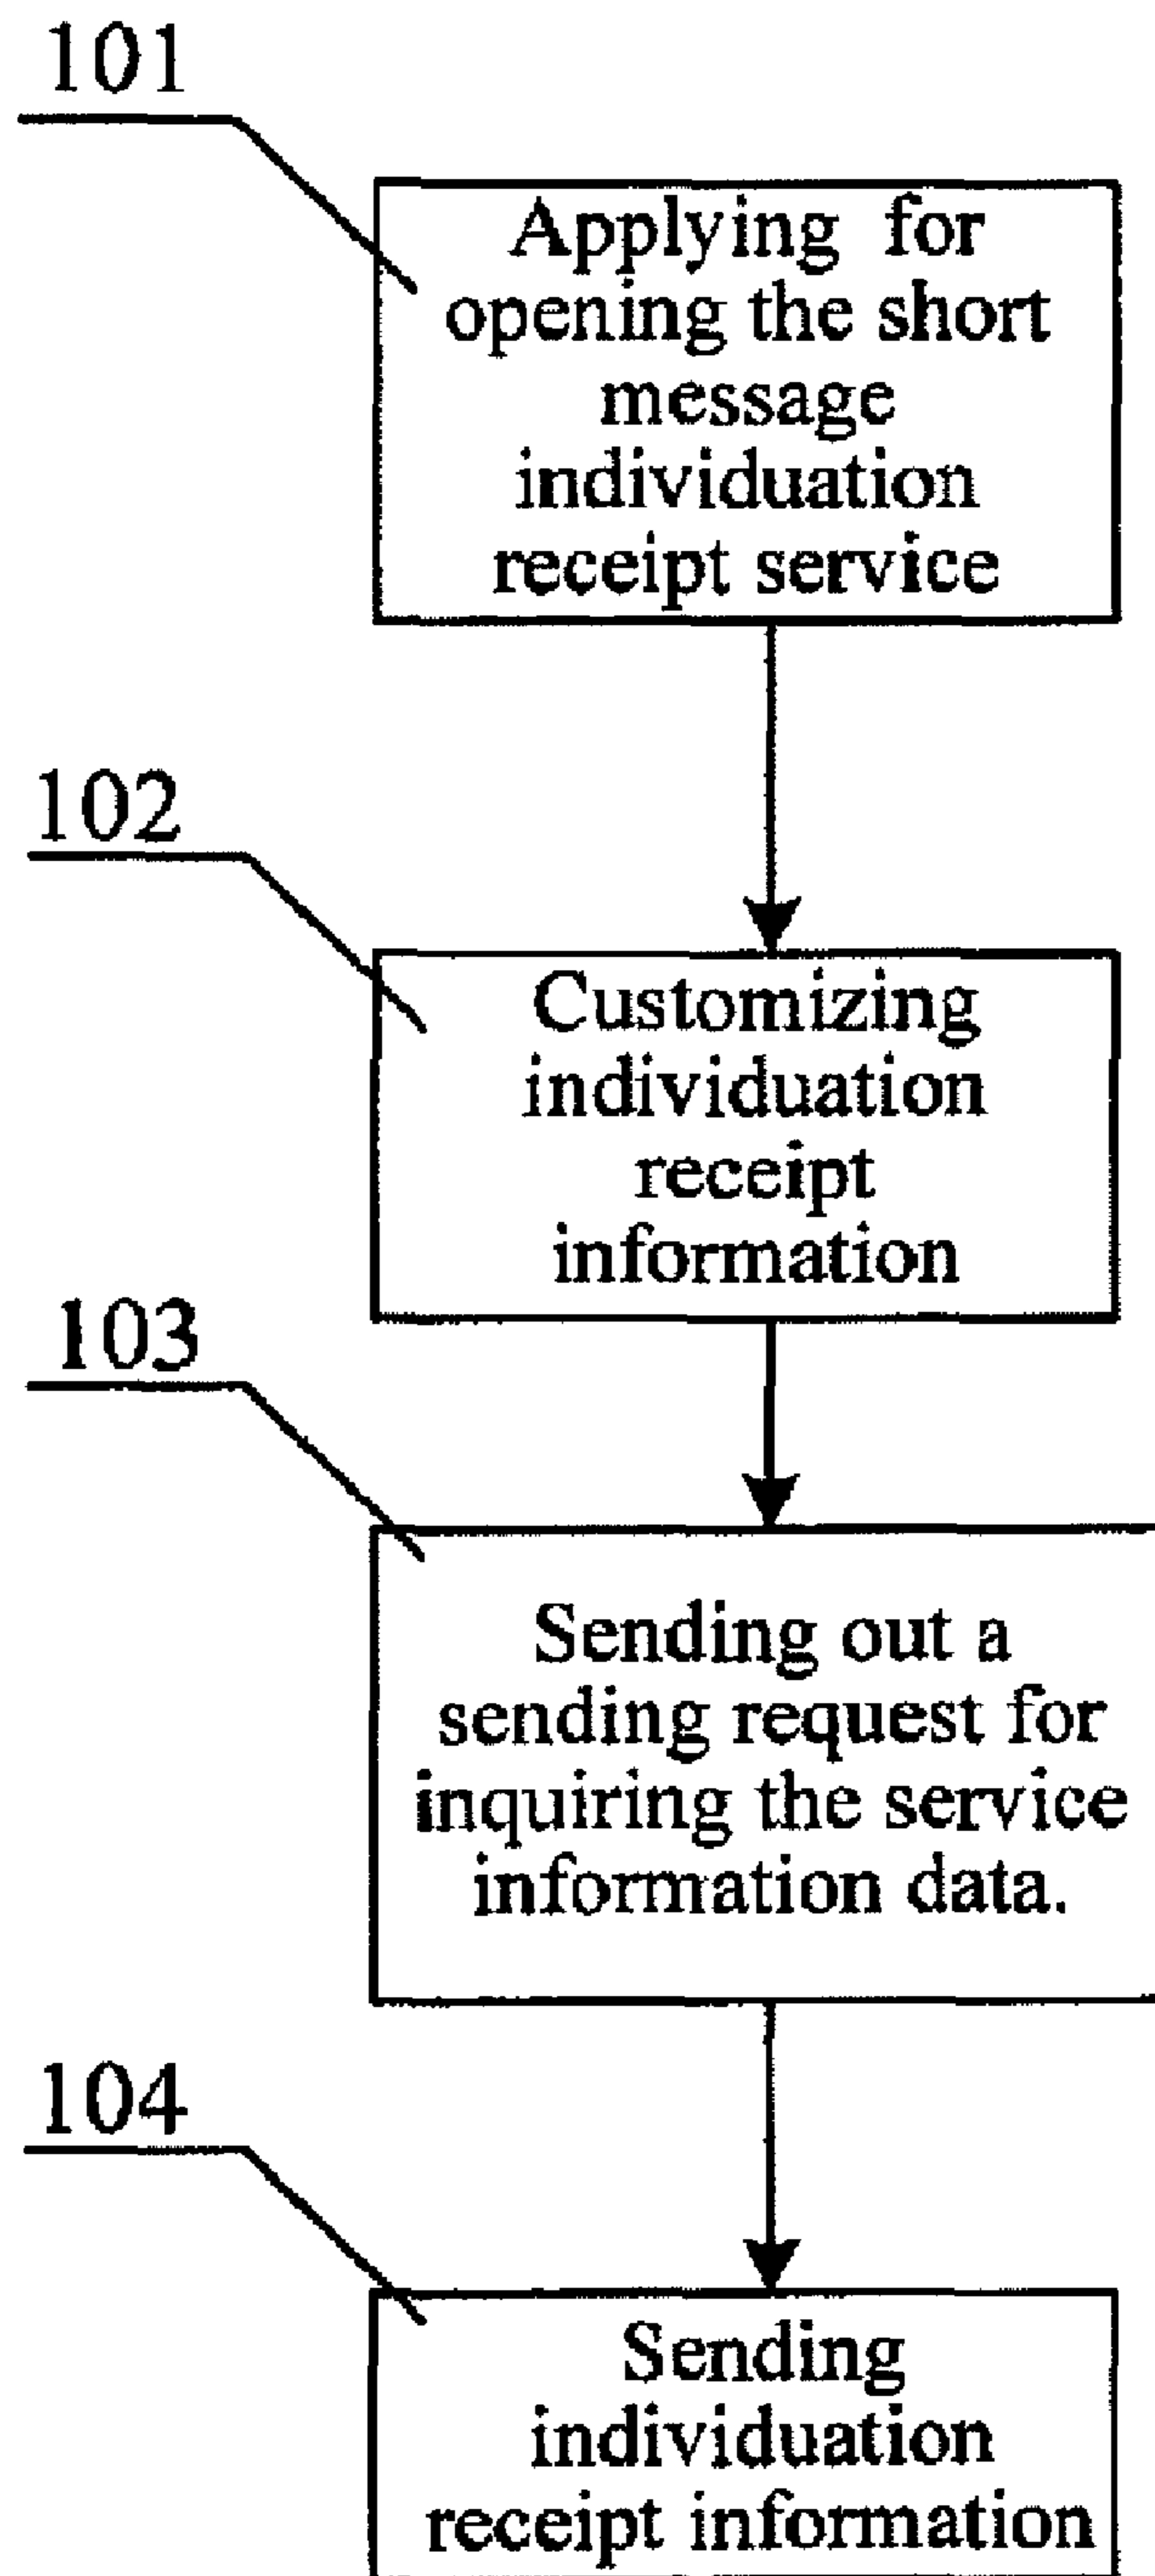 101
Applying for
opening the short
message
individuation
receipt service
102
Customizing
individuation
receipt
information
103
Sending out a
sending request for
inquiring the service
information data.
104
Sending
individuation
receipt information